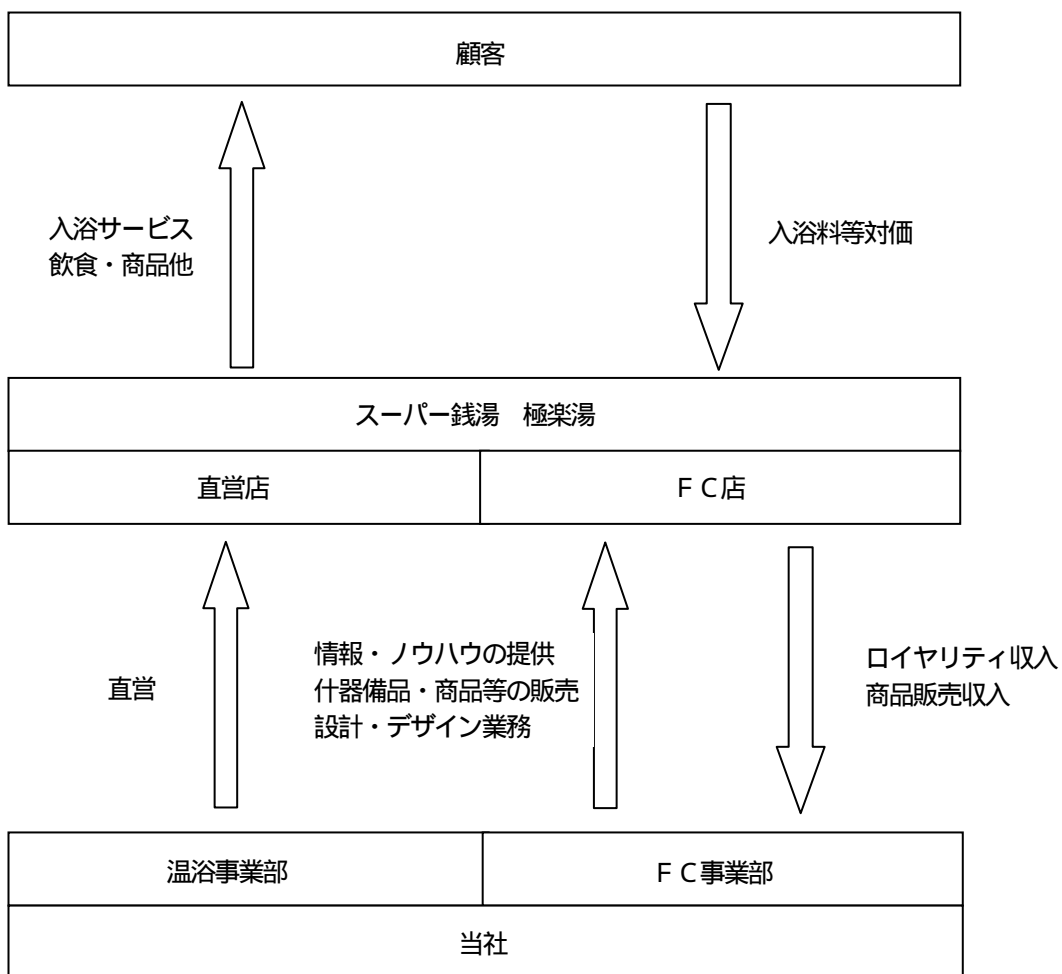 顧客
入浴サービス
飲食・商品他
入浴料等対価
スーパー銭湯　極楽湯
直営店
ＦＣ店
直営
情報・ノウハウの提供
什器備品・商品等の販売
設計・デザイン業務
ロイヤリティ収入
商品販売収入
温浴事業部
ＦＣ事業部
当社